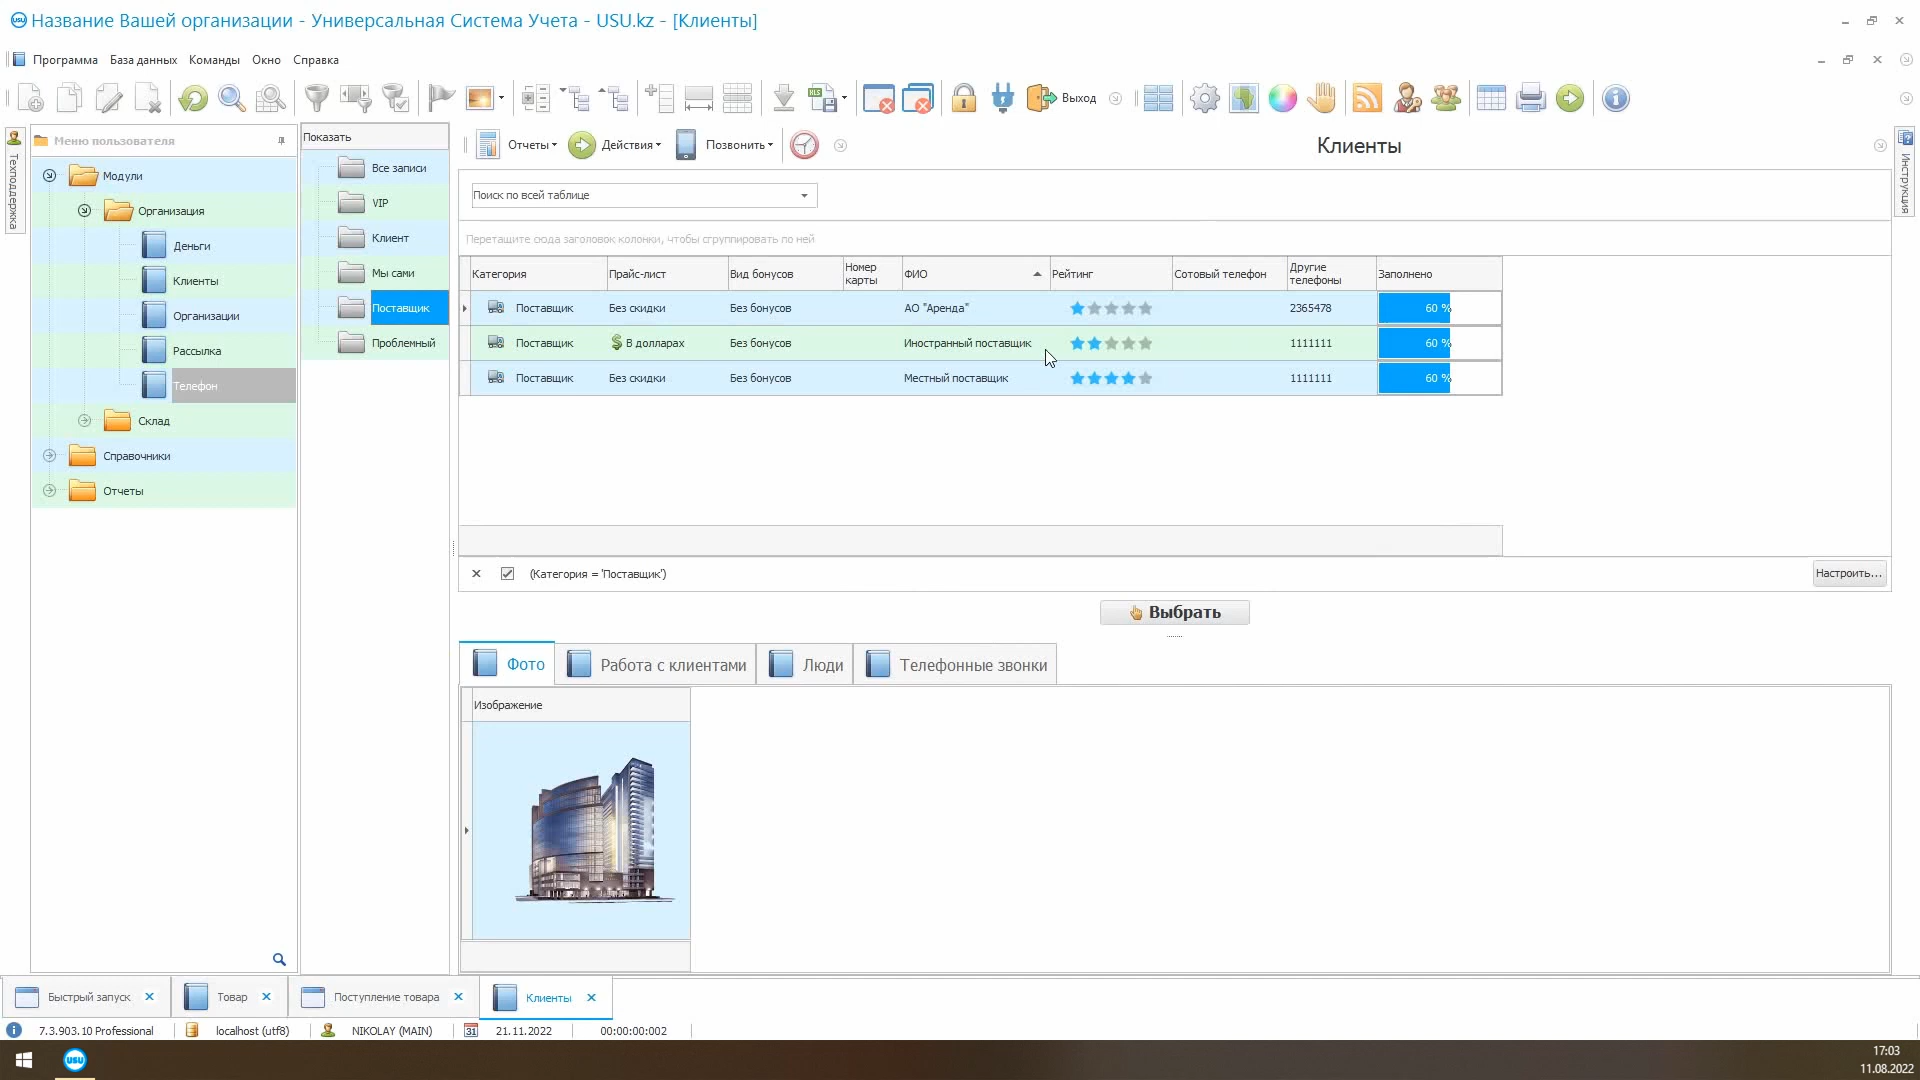 Название Вашей организации - Универсальная Система Учета - USU.kz - [Клиенты]
Программа База данных Команды Окно Справка
Выход
Техподдержка
Меню пользователя
Модули
Организация
Деньги
Клиенты
Организации
Рассылка
Телефон
Склад
Справочники
Отчеты
Показать
Все записи
VIP
Клиент
Мы сами
Поставщик
Проблемный
Отчеты Действия Позвонить
Клиенты
Инструкция
Поиск по всей таблице
Перетащите сюда заголовок колонки, чтобы сгруппировать по ней
Категория Прайс-лист Вид бонусов Номер карты ФИО Рейтинг Сотовый телефон Другие телефоны Заполнено
Поставщик Без скидки Без бонусов АО "Аренда" 2365478 60 %
Поставщик В долларах Без бонусов Иностранный поставщик 1111111 60 %
Поставщик Без скидки Без бонусов Местный поставщик 1111111 60 %
(Категория = 'Поставщик')
Настроить...
Выбрать
Фото Работа с клиентами Люди Телефонные звонки
Изображение
Быстрый запуск Товар Поступление товара Клиенты
7.3.903.10 Professional localhost (utf8) NIKOLAY (MAIN) 31 21.11.2022 00:00:00:002
USU
17:03
11.08.2022